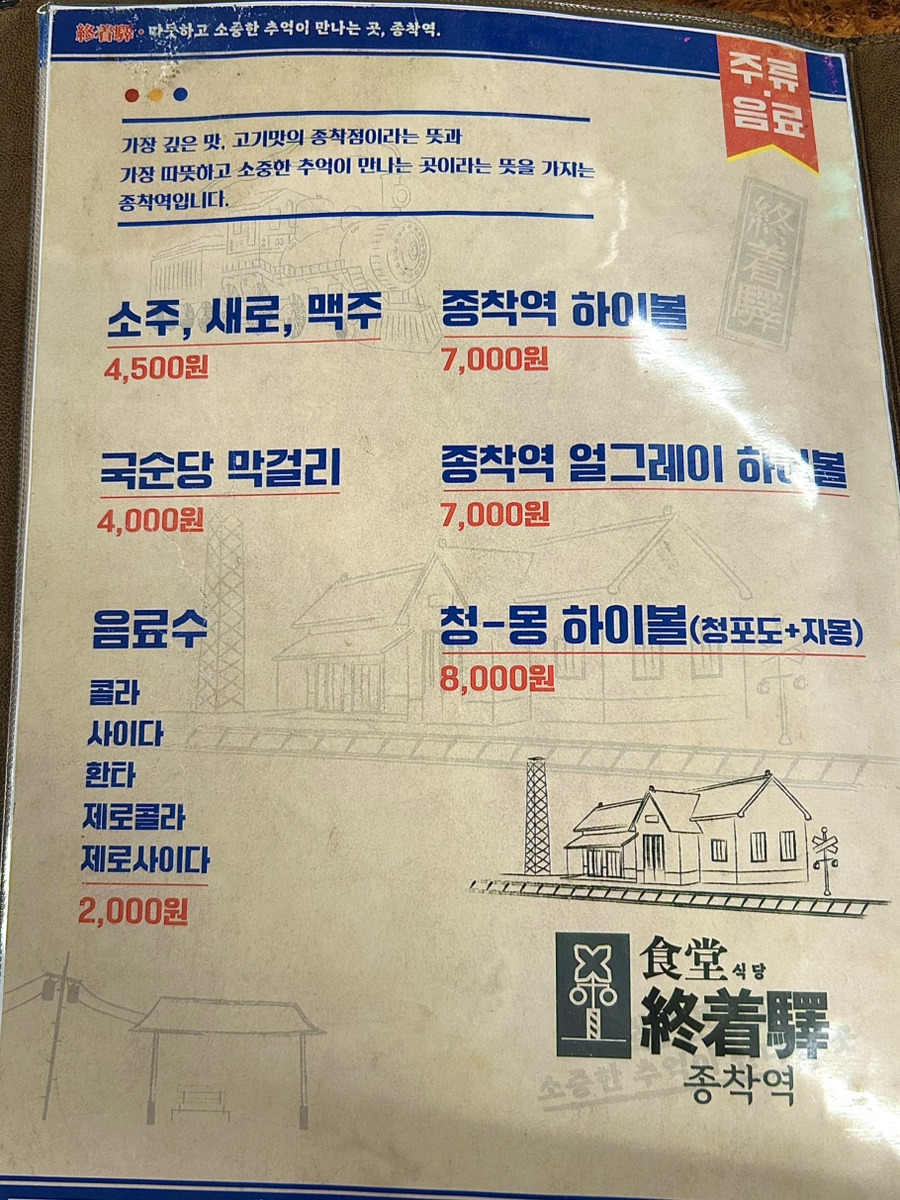 終着驛 · 따뜻하고 소중한 추억이 만나는 곳, 종착역.
주류
·
음료
가장 깊은 맛, 고기맛의 종착점이라는 뜻과
가장 따뜻하고 소중한 추억이 만나는 곳이라는 뜻을 가지는
종착역입니다.
終着驛
소주, 새로, 맥주
4,500원
종착역 하이볼
7,000원
국순당 막걸리
4,000원
종착역 얼그레이 하이볼
7,000원
음료수
콜라
사이다
환타
제로콜라
제로사이다
2,000원
청-몽 하이볼(청포도+자몽)
8,000원
食堂 식당
終着驛
종착역
소중한 추억이